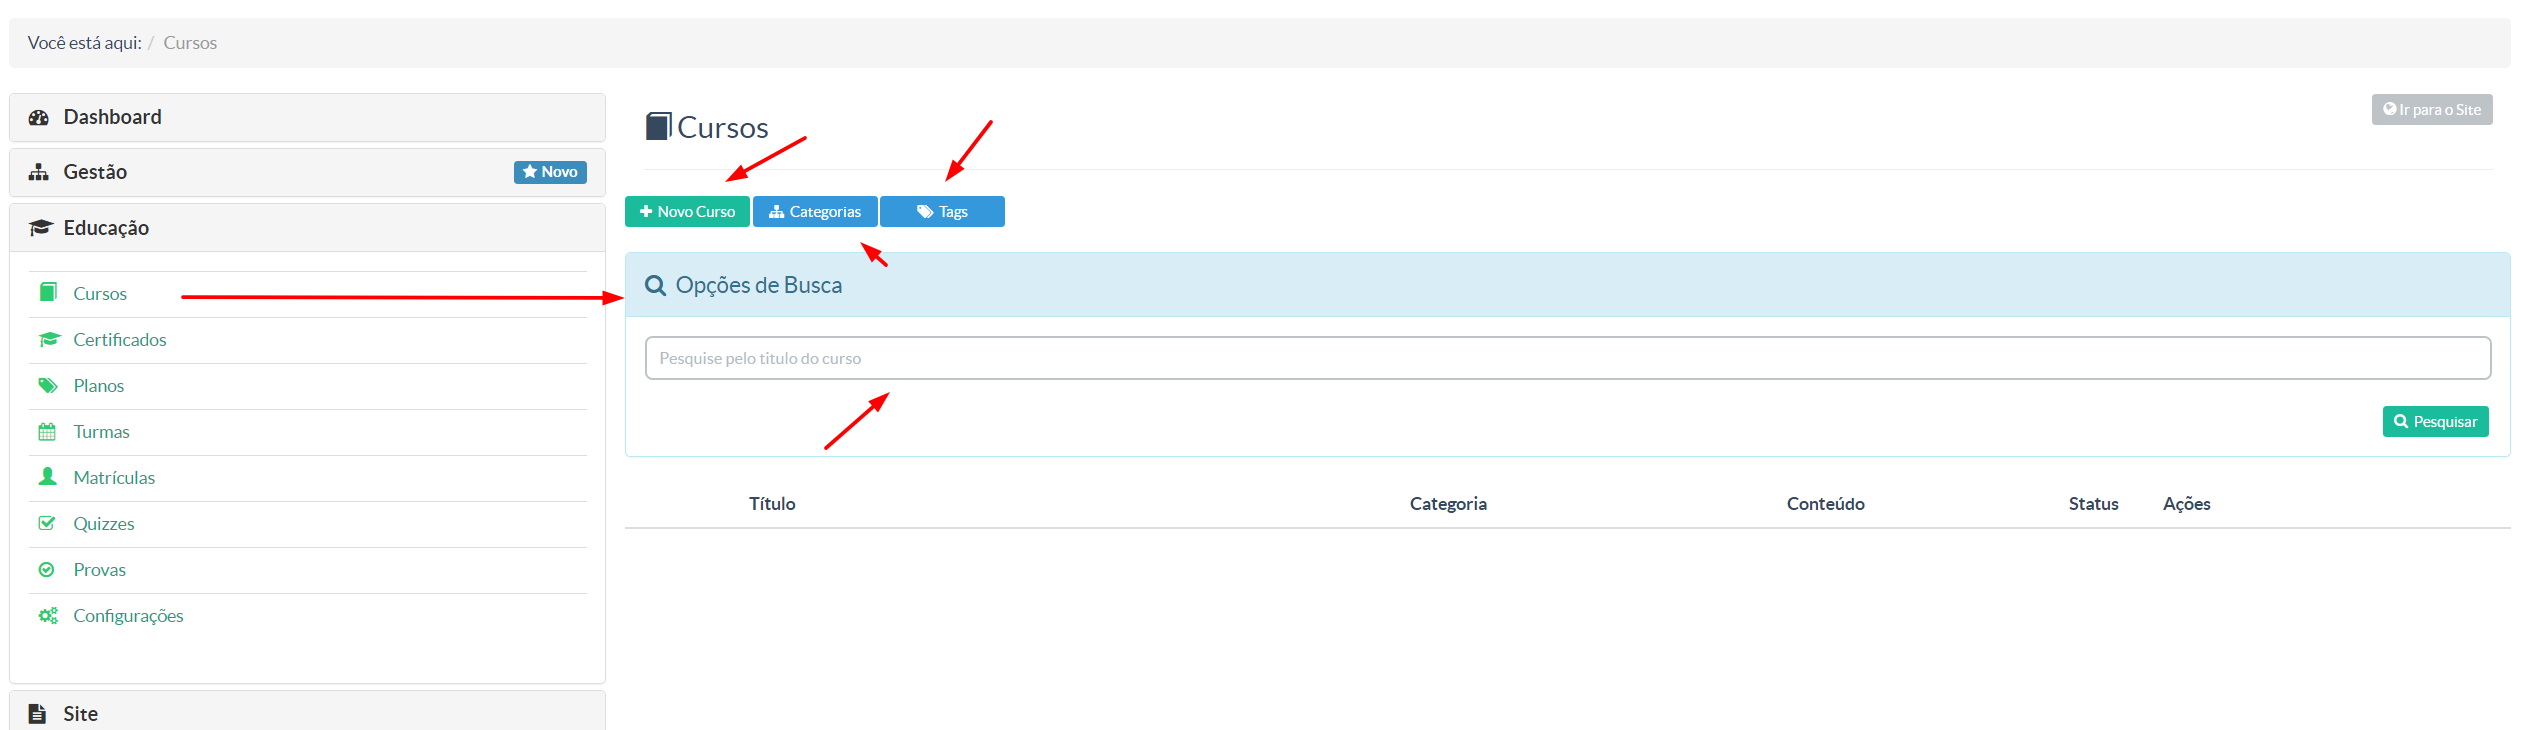 Você está aqui: / Cursos
Dashboard
Gestão
Novo
Educação
Cursos
Certificados
Planos
Turmas
Matrículas
Quizzes
Provas
Configurações
Site
Cursos
Ir para o Site
Novo Curso
Categorias
Tags
Opções de Busca
Pesquise pelo titulo do curso
Pesquisar
Título Categoria Conteúdo Status Ações